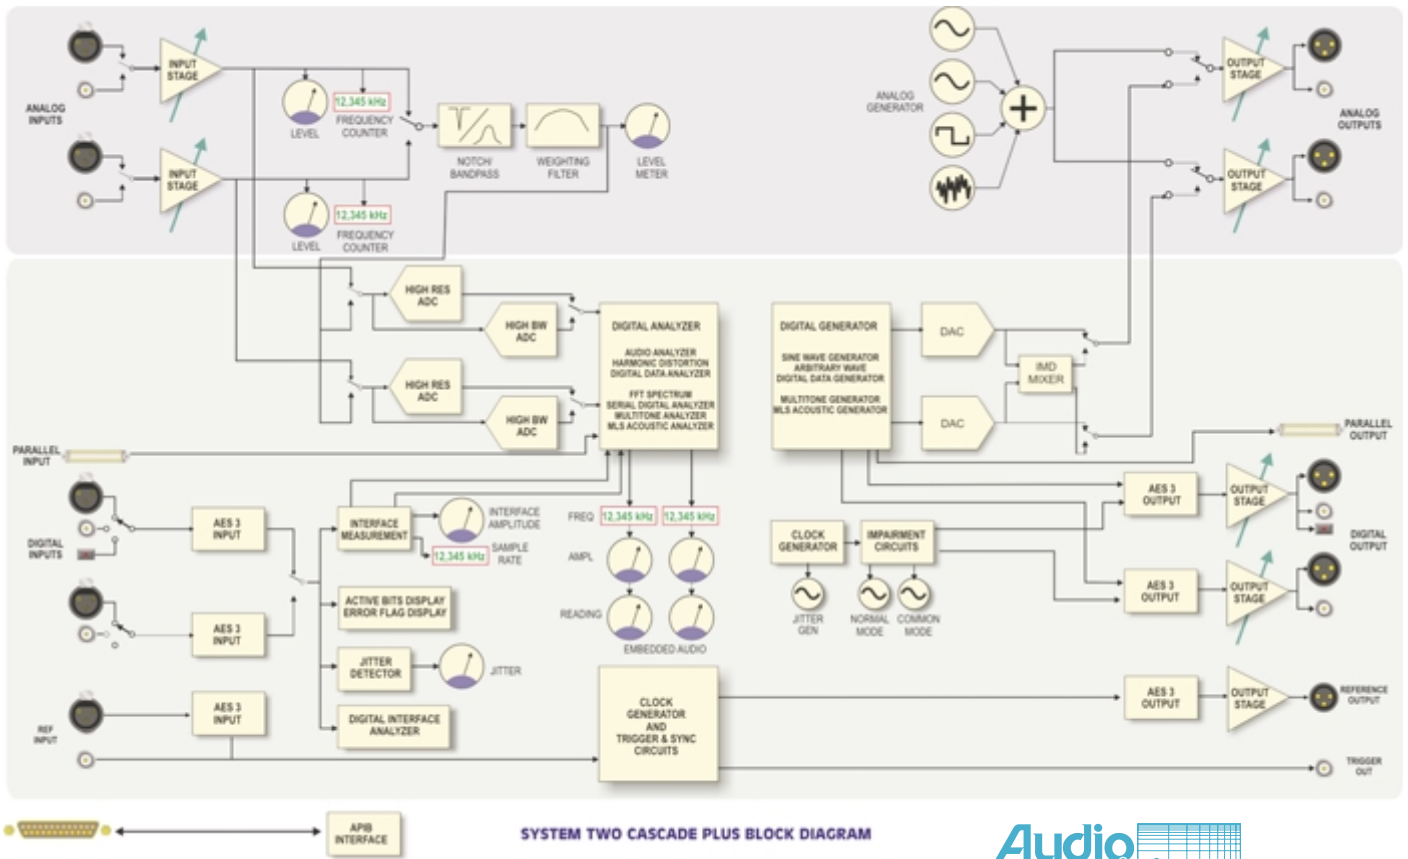 ANALOG
INPUTS
INPUT
STAGE
LEVEL
12,345 kHz
FREQUENCY
COUNTER
INPUT
STAGE
LEVEL
12,345 kHz
FREQUENCY
COUNTER
NOTCH/
BANDPASS
WEIGHTING
FILTER
LEVEL
METER
ANALOG
GENERATOR
OUTPUT
STAGE
OUTPUT
STAGE
ANALOG
OUTPUTS
HIGH RES
ADC
HIGH BW
ADC
HIGH RES
ADC
HIGH BW
ADC
DIGITAL ANALYZER
AUDIO ANALYZER
HARMONIC DISTORTION
DIGITAL DATA ANALYZER
FFT SPECTRUM
SERIAL DIGITAL ANALYZER
MULTITONE ANALYZER
MLS ACOUSTIC ANALYZER
DIGITAL GENERATOR
SINE WAVE GENERATOR
ARBITRARY WAVE
DIGITAL DATA GENERATOR
MULTITONE GENERATOR
MLS ACOUSTIC GENERATOR
DAC
DAC
IMD
MIXER
PARALLEL
INPUT
PARALLEL
OUTPUT
DIGITAL
INPUTS
AES 3
INPUT
AES 3
INPUT
INTERFACE
MEASUREMENT
INTERFACE
AMPLITUDE
12,345 kHz
SAMPLE
RATE
ACTIVE BITS DISPLAY
ERROR FLAG DISPLAY
JITTER
DETECTOR
JITTER
DIGITAL INTERFACE
ANALYZER
FREQ
12,345 kHz
12,345 kHz
AMPL
READING
EMBEDDED AUDIO
CLOCK
GENERATOR
IMPAIRMENT
CIRCUITS
JITTER
GEN
NORMAL
MODE
COMMON
MODE
AES 3
OUTPUT
OUTPUT
STAGE
AES 3
OUTPUT
OUTPUT
STAGE
DIGITAL
OUTPUT
REF
INPUT
AES 3
INPUT
CLOCK
GENERATOR
AND
TRIGGER & SYNC
CIRCUITS
AES 3
OUTPUT
OUTPUT
STAGE
REFERENCE
OUTPUT
TRIGGER
OUT
APIB
INTERFACE
SYSTEM TWO CASCADE PLUS BLOCK DIAGRAM
Audio